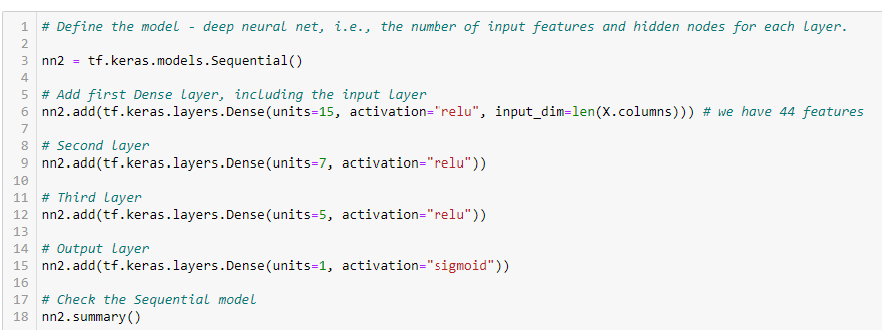 1 # Define the model - deep neural net, i.e., the number of input features and hidden nodes for each layer.
2
3 nn2 = tf.keras.models.Sequential()
4
5 # Add first Dense layer, including the input layer
6 nn2.add(tf.keras.layers.Dense(units=15, activation="relu", input_dim=len(X.columns))) # we have 44 features
7
8 # Second layer
9 nn2.add(tf.keras.layers.Dense(units=7, activation="relu"))
10
11 # Third layer
12 nn2.add(tf.keras.layers.Dense(units=5, activation="relu"))
13
14 # Output layer
15 nn2.add(tf.keras.layers.Dense(units=1, activation="sigmoid"))
16
17 # Check the Sequential model
18 nn2.summary()